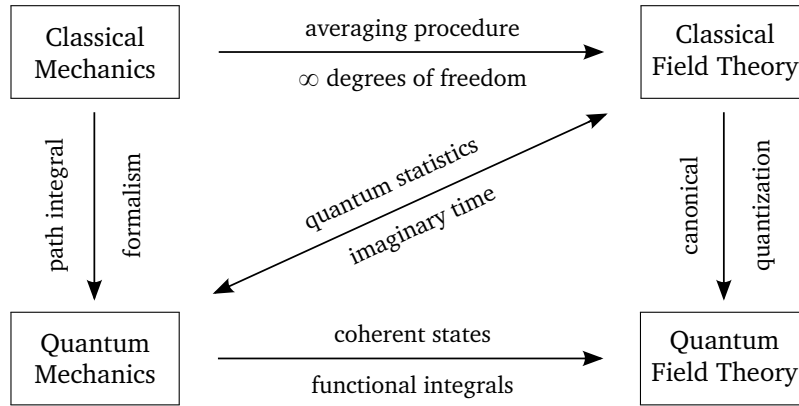 Classical
Mechanics
averaging procedure
∞ degrees of freedom
Classical
Field Theory
path integral
formalism
quantum statistics
imaginary time
canonical
quantization
Quantum
Mechanics
coherent states
functional integrals
Quantum
Field Theory